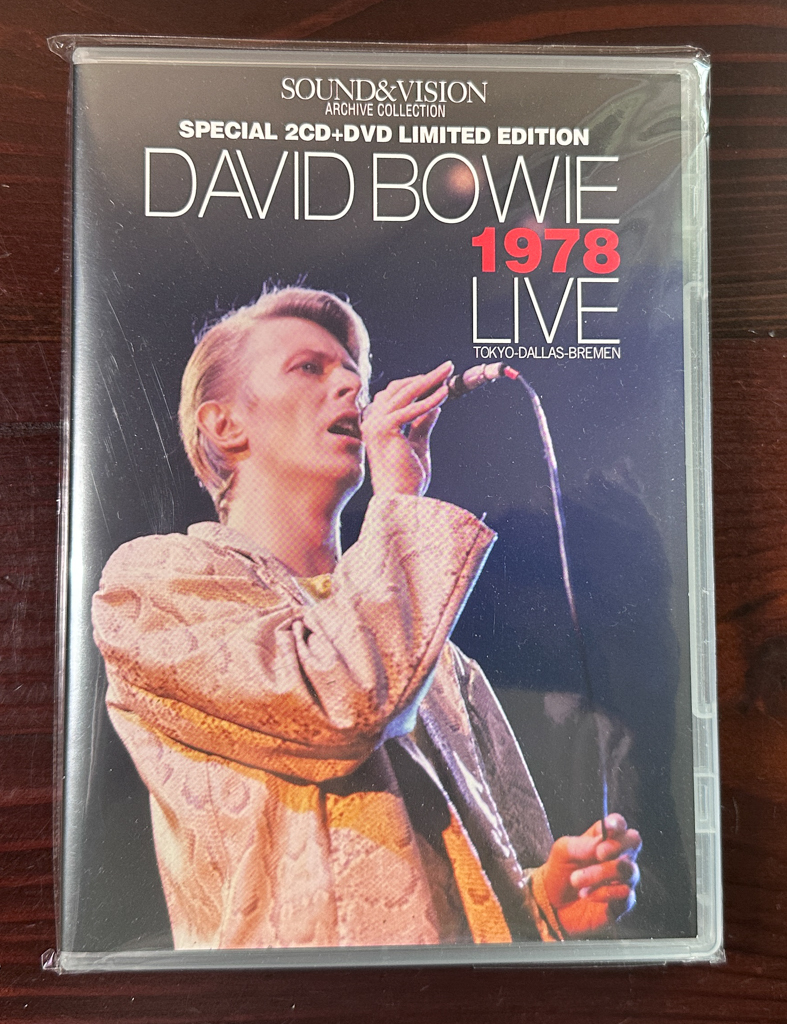 SOUND&VISION
ARCHIVE COLLECTION
SPECIAL 2CD+DVD LIMITED EDITION
DAVID BOWIE
1978
LIVE
TOKYO-DALLAS-BREMEN